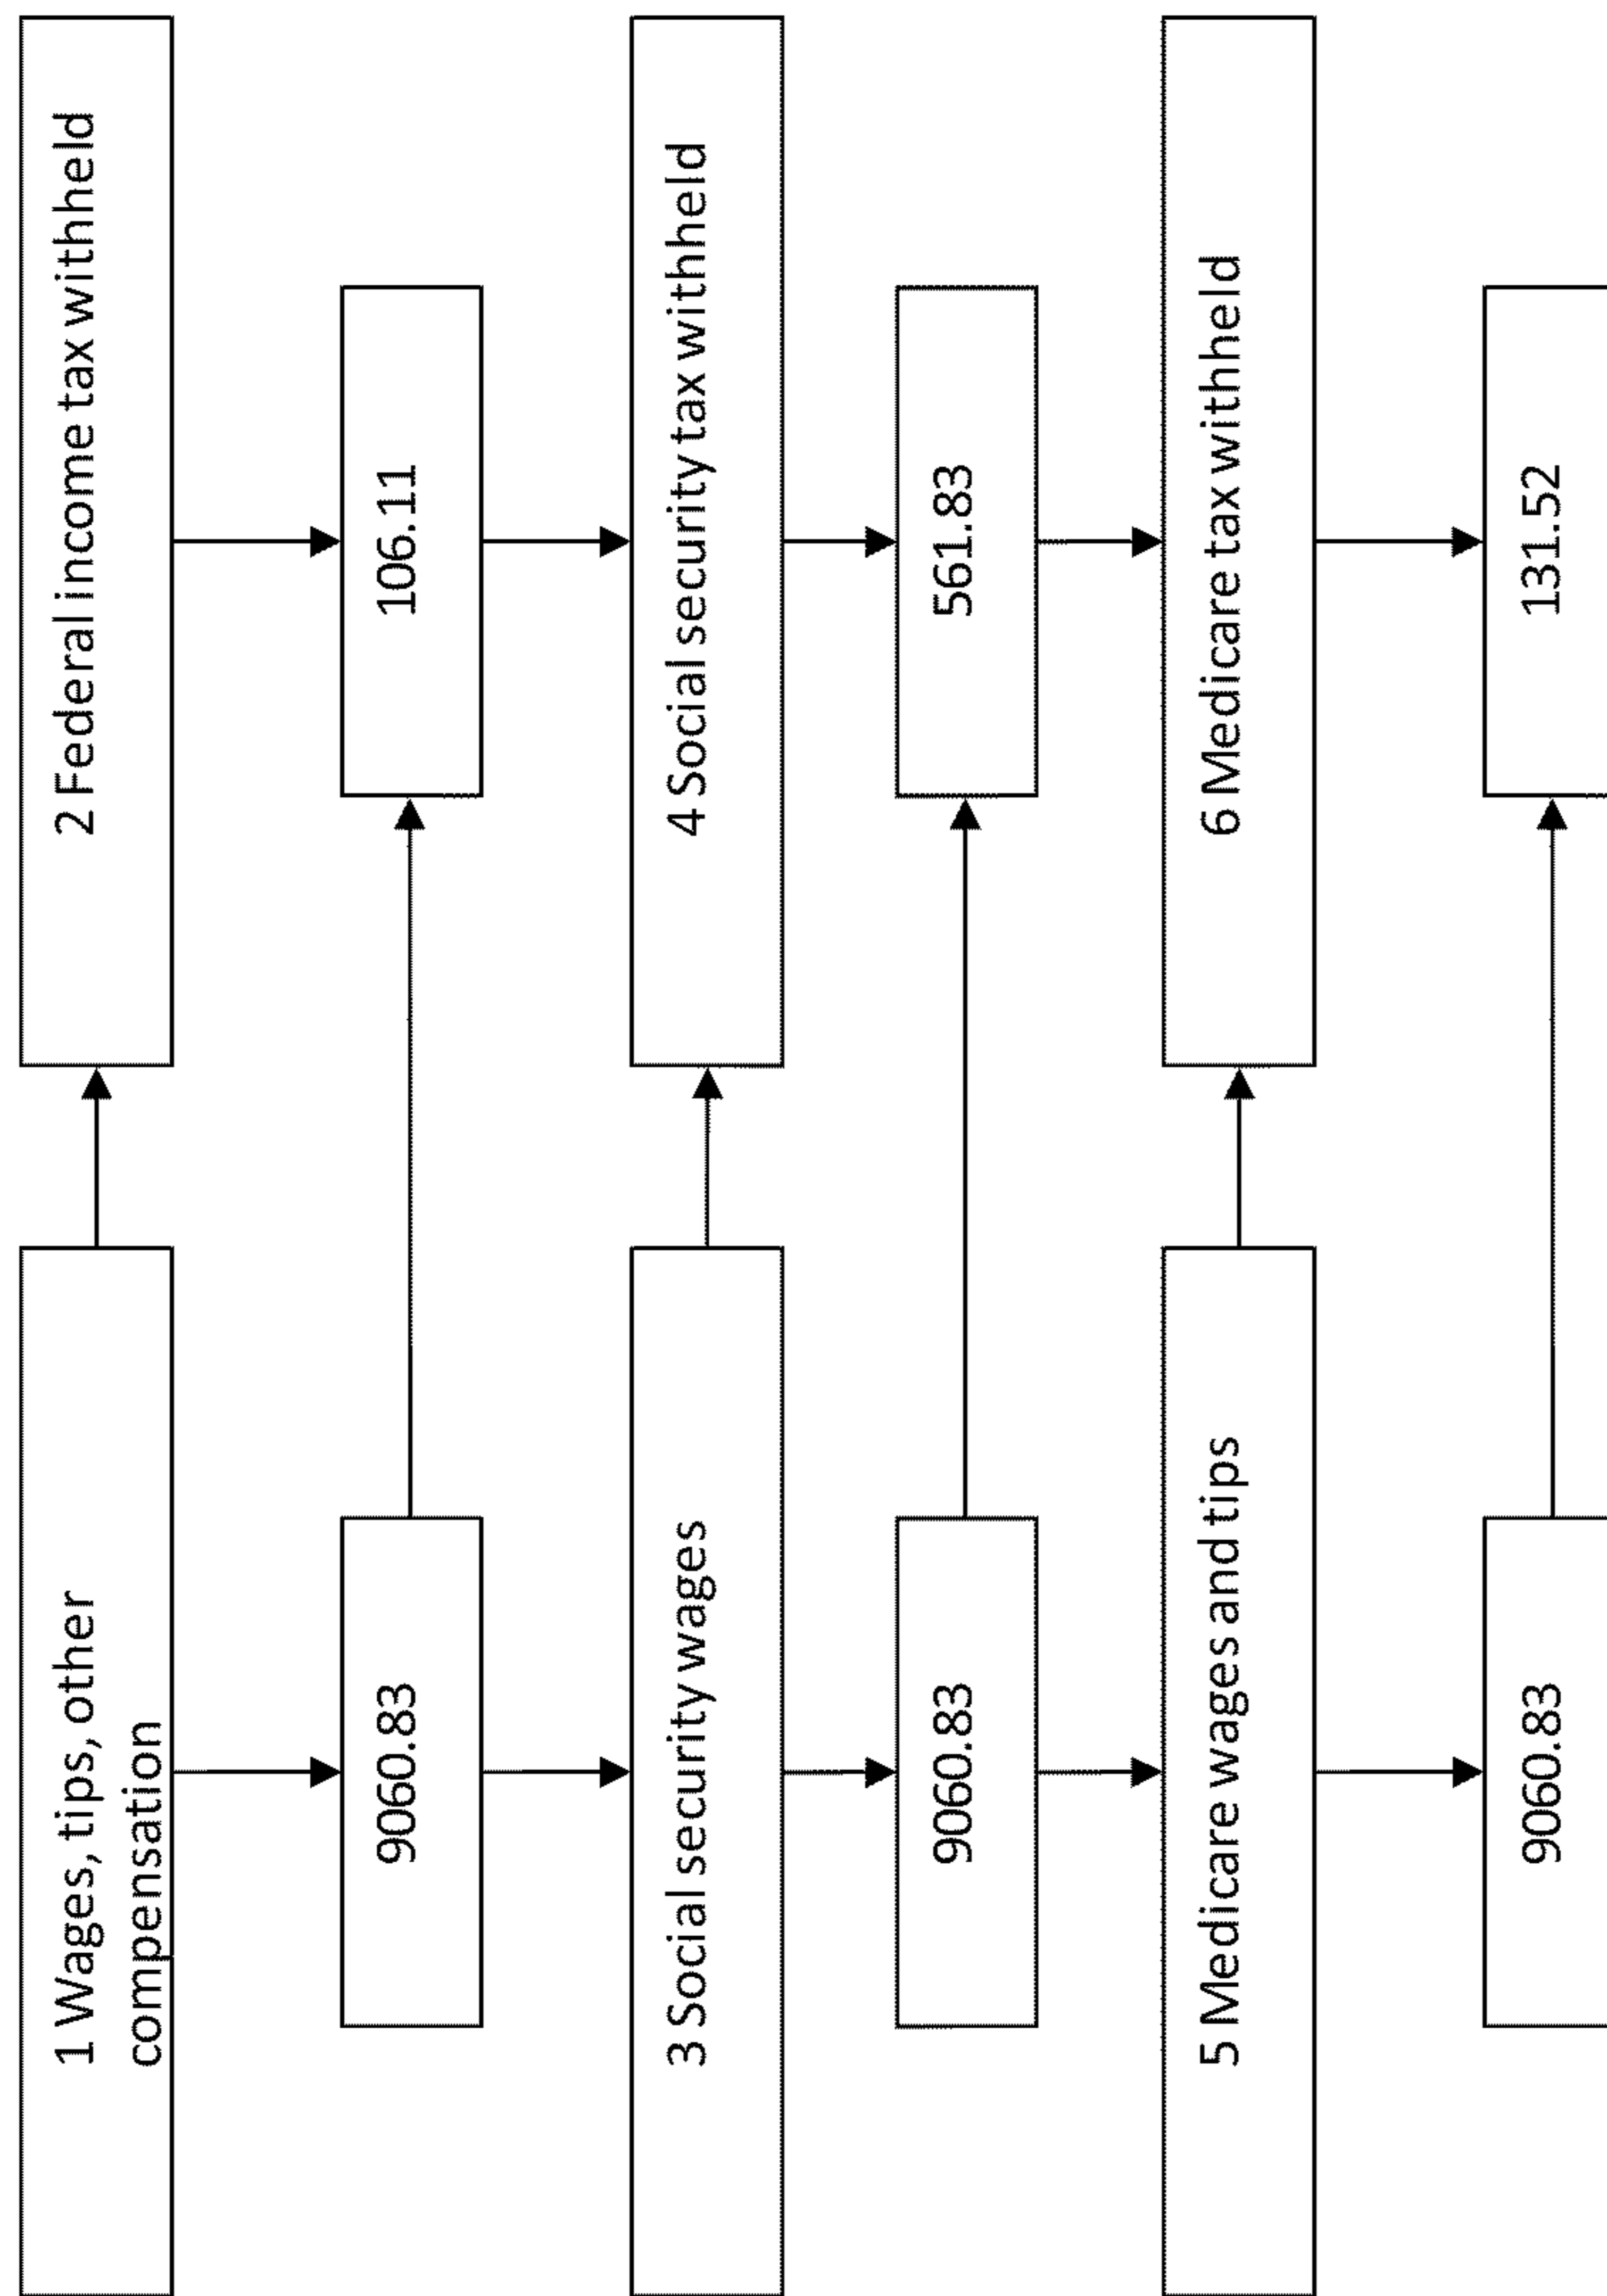 1 Wages, tips, other
compensation
2 Federal income tax withheld
9060.83
106.11
3 Social security wages
4 Social security tax withheld
9060.83
561.83
5 Medicare wages and tips
6 Medicare tax withheld
9060.83
131.52